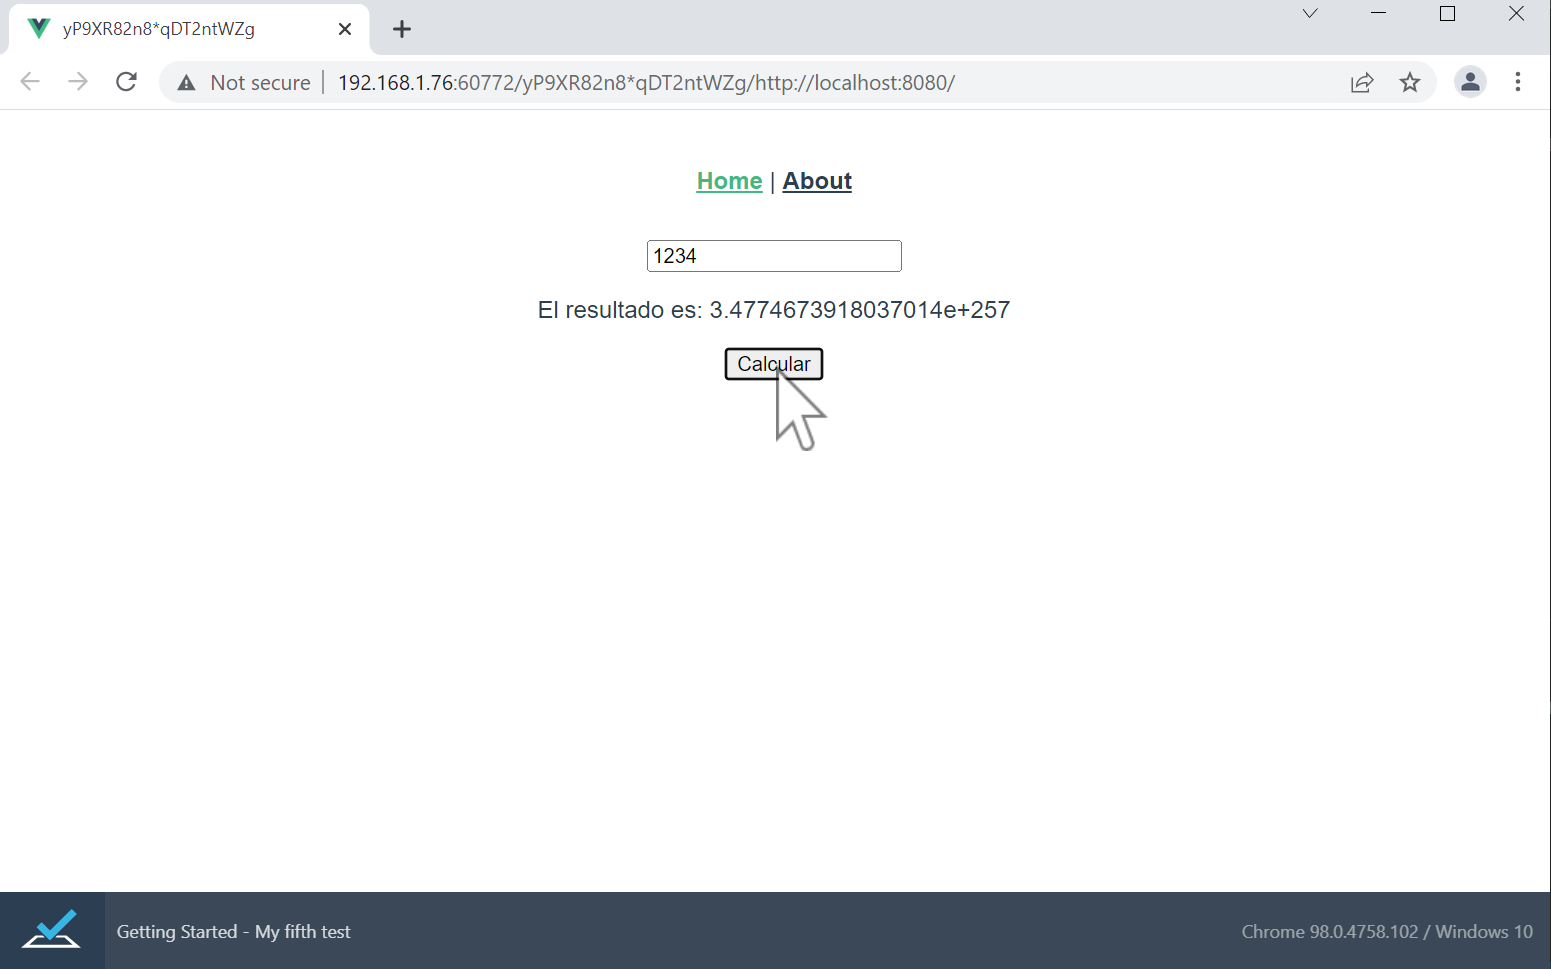 yP9XR82n8*qDT2ntWZg
Not secure 192.168.1.76:60772/yP9XR82n8*qDT2ntWZg/http://localhost:8080/
Home | About
1234
El resultado es: 3.4774673918037014e+257
Calcular
Getting Started - My fifth test
Chrome 98.0.4758.102 / Windows 10